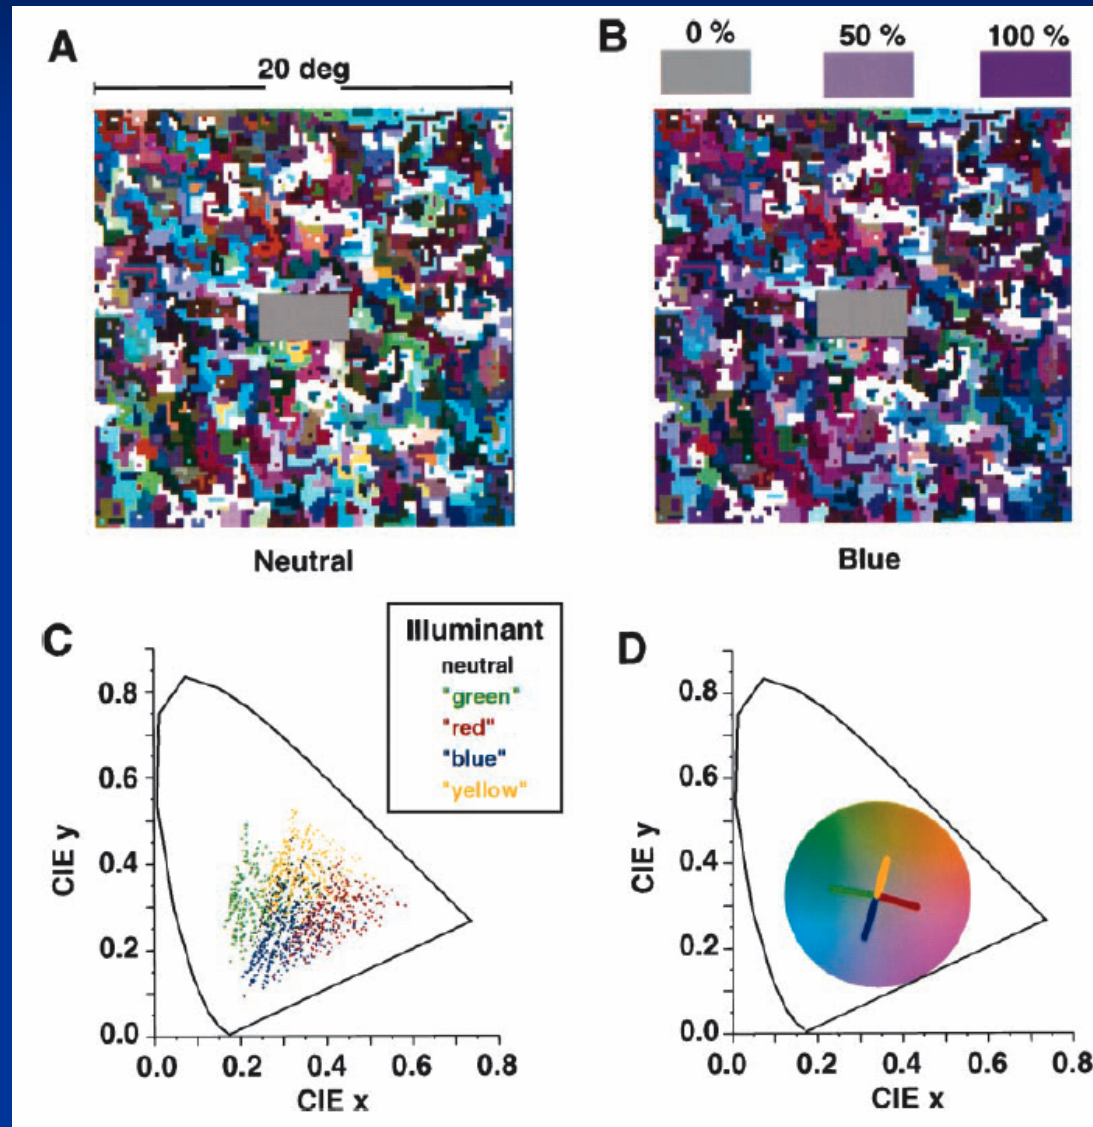 A
20 deg
Neutral
B
0 % 50 % 100 %
Blue
C
Illuminant
neutral
"green"
"red"
"blue"
"yellow"
0.8
0.6
0.4
0.2
0.0
CIE y
0.0 0.2 0.4 0.6 0.8
CIE x
D
0.8
0.6
0.4
0.2
0.0
CIE y
0.0 0.2 0.4 0.6 0.8
CIE x